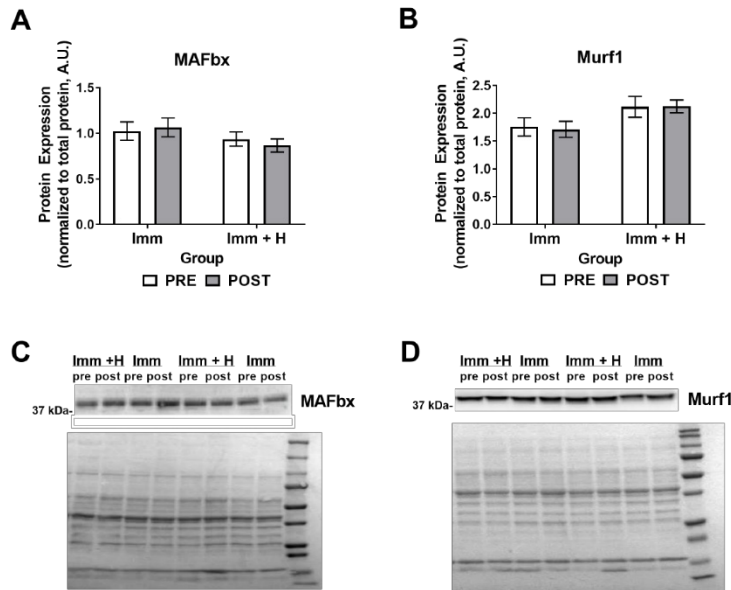 A
MAFbx
Protein Expression
(normalized to total protein, A.U.)
1.5
1.0
0.5
0.0
Imm
Imm + H
Group
PRE
POST
B
Murf1
Protein Expression
(normalized to total protein, A.U.)
2.5
2.0
1.5
1.0
0.5
0.0
Imm
Imm + H
Group
PRE
POST
C
Imm +H Imm Imm + H Imm
pre post pre post pre post pre post
37 kDa-
MAFbx
D
Imm +H Imm Imm + H Imm
pre post pre post pre post pre post
37 kDa-
Murf1